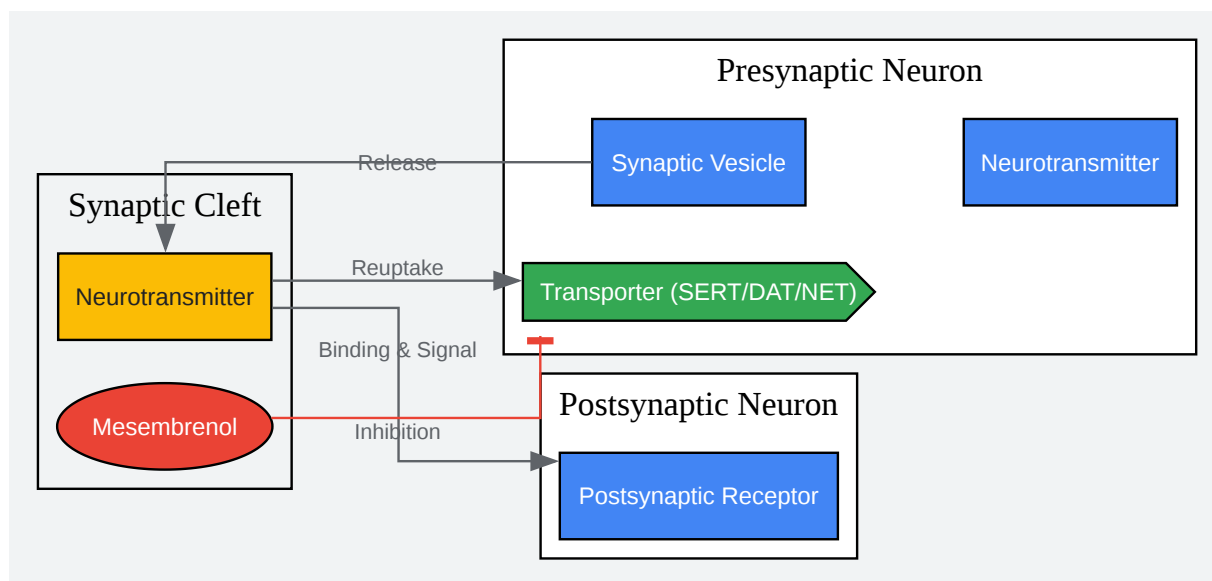 Presynaptic Neuron
Synaptic Vesicle
Neurotransmitter
Release
Synaptic Cleft
Neurotransmitter
Reuptake
Transporter (SERT/DAT/NET)
Binding & Signal
Mesembrenol
Inhibition
Postsynaptic Neuron
Postsynaptic Receptor